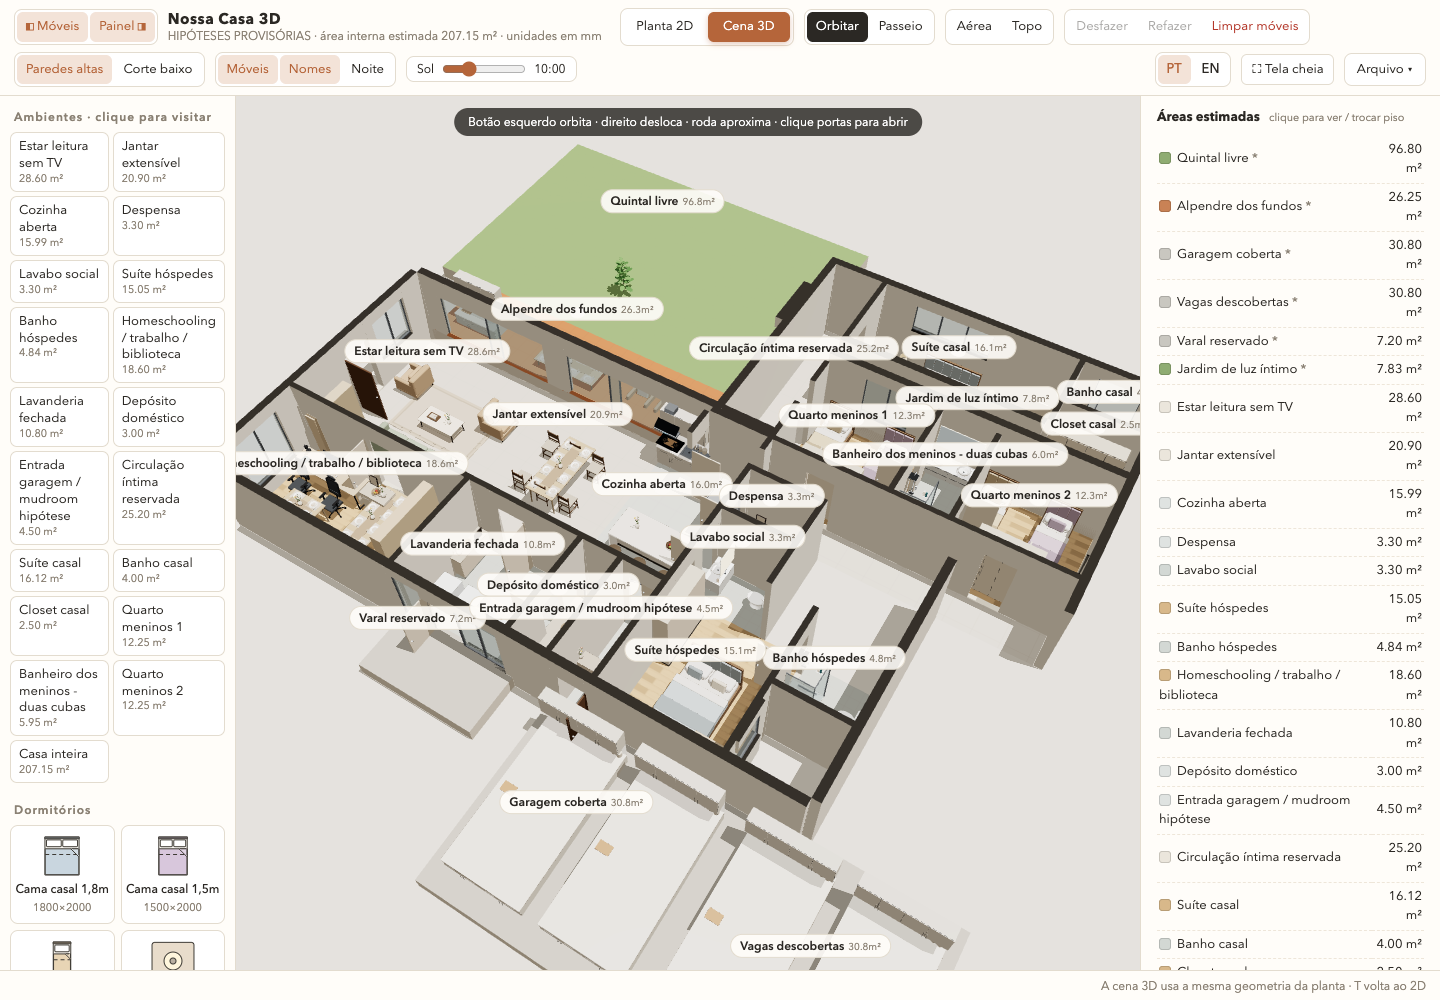 Móveis
Painel
Nossa Casa 3D
HIPÓTESES PROVISÓRIAS · área interna estimada 207.15 m² · unidades em mm
Planta 2D
Cena 3D
Orbitar
Passeio
Aérea
Topo
Desfazer
Refazer
Limpar móveis
Paredes altas
Corte baixo
Móveis
Nomes
Noite
Sol
10:00
PT
EN
Tela cheia
Arquivo
Ambientes · clique para visitar
Estar leitura
sem TV
28.60 m²
Jantar
extensível
20.90 m²
Cozinha
aberta
15.99 m²
Despensa
3.30 m²
Lavabo social
3.30 m²
Suíte hóspedes
15.05 m²
Banho
hóspedes
4.84 m²
Homeschooling
/ trabalho /
biblioteca
18.60 m²
Lavanderia
fechada
10.80 m²
Depósito
doméstico
3.00 m²
Entrada
garagem /
mudroom
hipótese
4.50 m²
Circulação
íntima
reservada
25.20 m²
Suíte casal
16.12 m²
Banho casal
4.00 m²
Closet casal
2.50 m²
Quarto
meninos 1
12.25 m²
Banheiro dos
meninos -
duas cubas
5.95 m²
Quarto
meninos 2
12.25 m²
Casa inteira
207.15 m²
Dormitórios
Cama casal 1,8m
1800×2000
Cama casal 1,5m
1500×2000
Botão esquerdo orbita · direito desloca · roda aproxima · clique portas para abrir
Quintal livre 96.8m²
Alpendre dos fundos 26.3m²
Estar leitura sem TV 28.6m²
Circulação íntima reservada 25.2m²
Suíte casal 16.1m²
Banho casal
Jardim de luz íntimo 7.8m²
Quarto meninos 1 12.3m²
Jantar extensível 20.9m²
Closet casal 2.5m
Banheiro dos meninos - duas cubas 6.0m²
eschooling / trabalho / biblioteca 18.6m²
Cozinha aberta 16.0m²
Despensa 3.3m²
Quarto meninos 2 12.3m²
Lavabo social 3.3m²
Lavanderia fechada 10.8m²
Depósito doméstico 3.0m²
Entrada garagem / mudroom hipótese 4.5m²
Varal reservado 7.2m²
Suíte hóspedes 15.1m²
Banho hóspedes 4.8m²
Garagem coberta 30.8m²
Vagas descobertas 30.8m²
Áreas estimadas clique para ver / trocar piso
Quintal livre * 96.80
m²
Alpendre dos fundos * 26.25
m²
Garagem coberta * 30.80
m²
Vagas descobertas * 30.80
m²
Varal reservado * 7.20 m²
Jardim de luz íntimo * 7.83 m²
Estar leitura sem TV 28.60
m²
Jantar extensível 20.90
m²
Cozinha aberta 15.99
m²
Despensa 3.30 m²
Lavabo social 3.30 m²
Suíte hóspedes 15.05
m²
Banho hóspedes 4.84 m²
Homeschooling / trabalho /
biblioteca 18.60
m²
Lavanderia fechada 10.80
m²
Depósito doméstico 3.00 m²
Entrada garagem / mudroom
hipótese 4.50 m²
Circulação íntima reservada 25.20
m²
Suíte casal 16.12
m²
Banho casal 4.00 m²
A cena 3D usa a mesma geometria da planta · T volta ao 2D